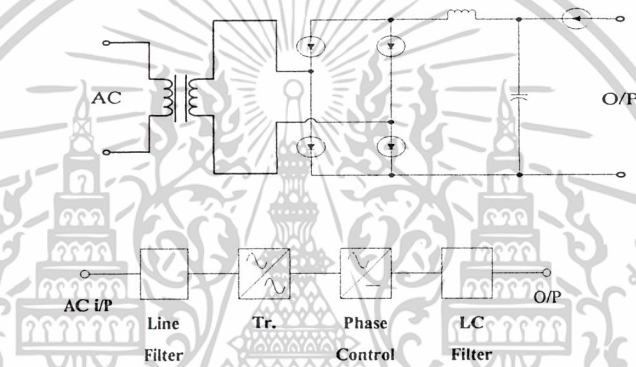 AC
O/P
AC i/P
O/P
Line
Filter
Tr.
Phase
Control
LC
Filter